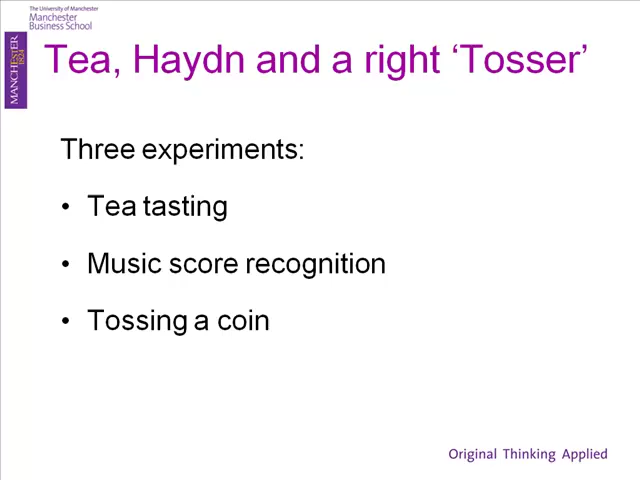 The University of Manchester
Manchester
Business School
MANCHESTER
1824
Tea, Haydn and a right ‘Tosser’
Three experiments:
• Tea tasting
• Music score recognition
• Tossing a coin
Original Thinking Applied